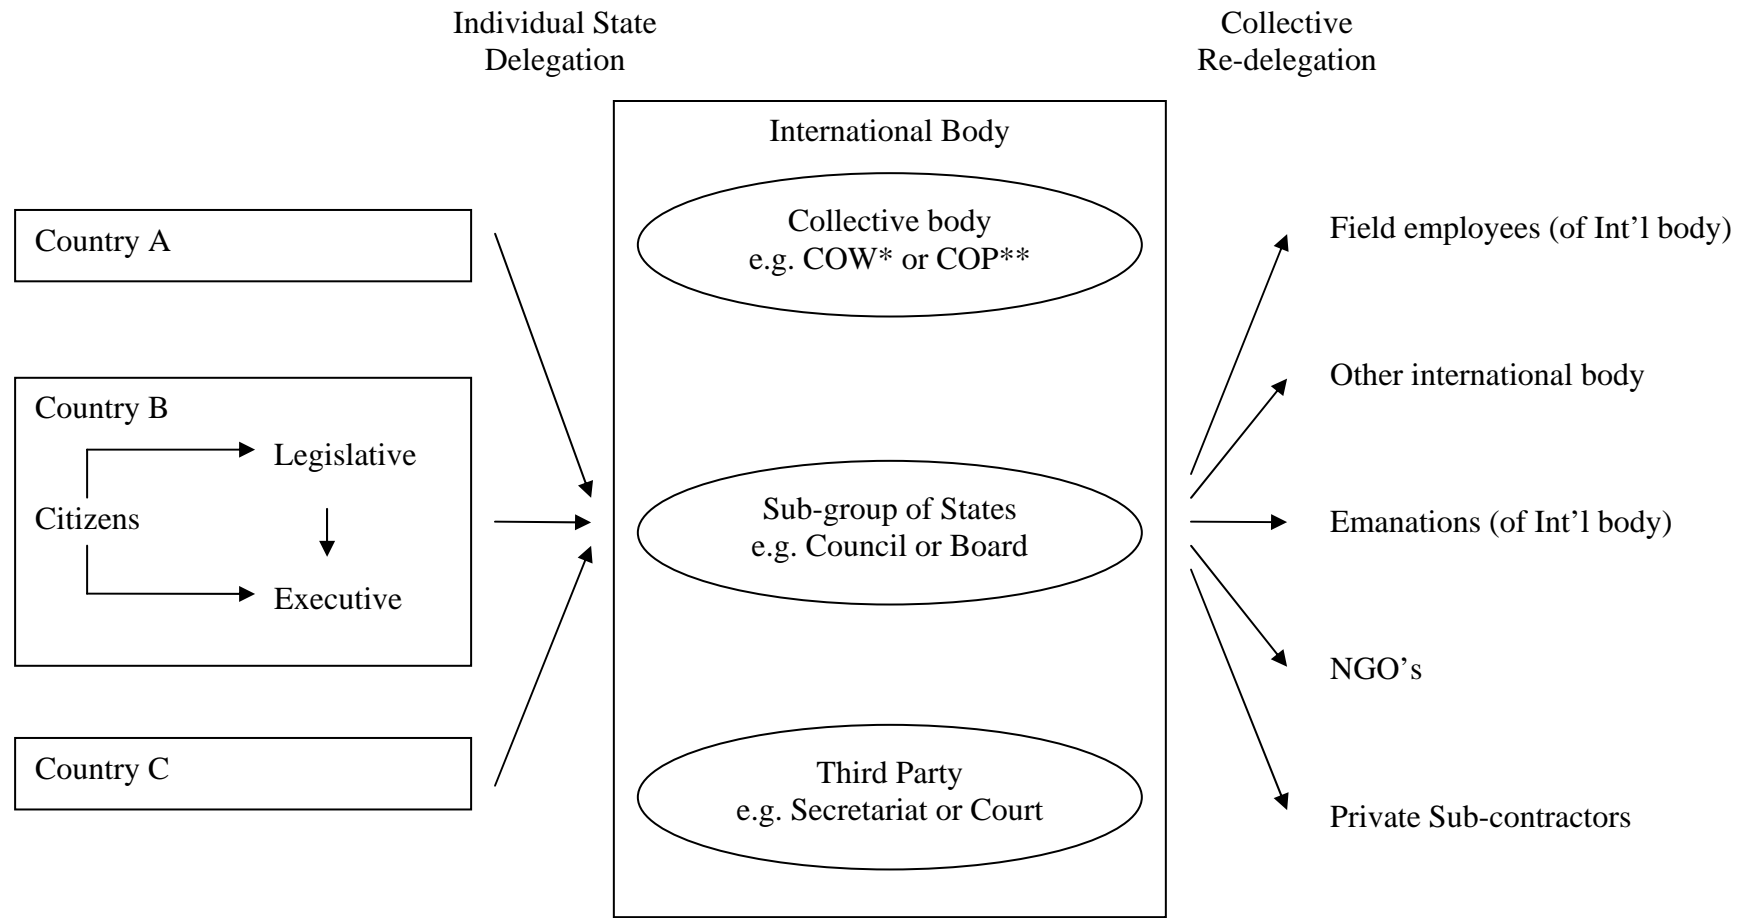 Individual State
Delegation
Collective
Re-delegation
International Body
Collective body
e.g. COW* or COP**
Sub-group of States
e.g. Council or Board
Third Party
e.g. Secretariat or Court
Country A
Country B
Legislative
Citizens
Executive
Country C
Field employees (of Int’l body)
Other international body
Emanations (of Int’l body)
NGO’s
Private Sub-contractors